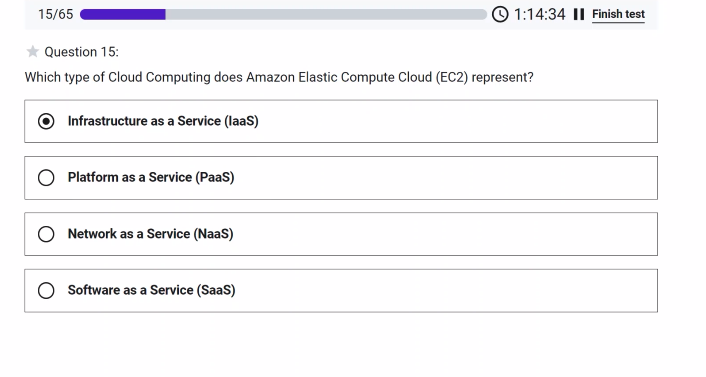 15/65 1:14:34 Finish test
Question 15:
Which type of Cloud Computing does Amazon Elastic Compute Cloud (EC2) represent?
Infrastructure as a Service (IaaS)
Platform as a Service (PaaS)
Network as a Service (NaaS)
Software as a Service (SaaS)